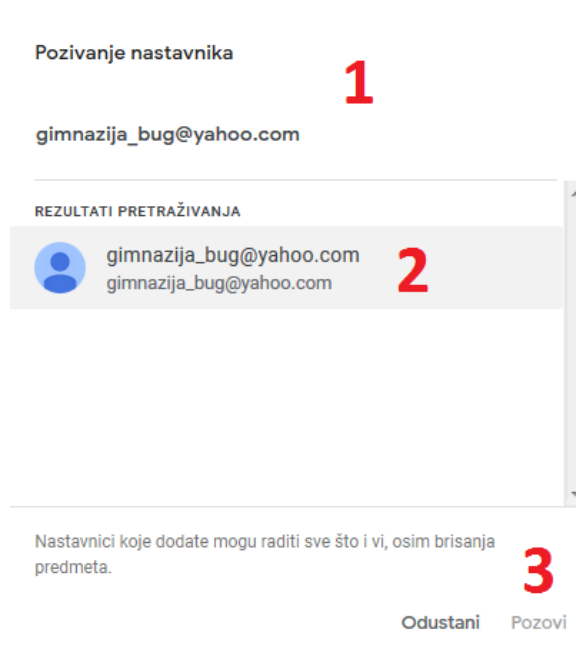 Pozivanje nastavnika
1
gimnazija_bug@yahoo.com
REZULTATI PRETRAŽIVANJA
gimnazija_bug@yahoo.com
2
gimnazija_bug@yahoo.com
Nastavnici koje dodate mogu raditi sve što i vi, osim brisanja
predmeta.
3
Odustani Pozovi